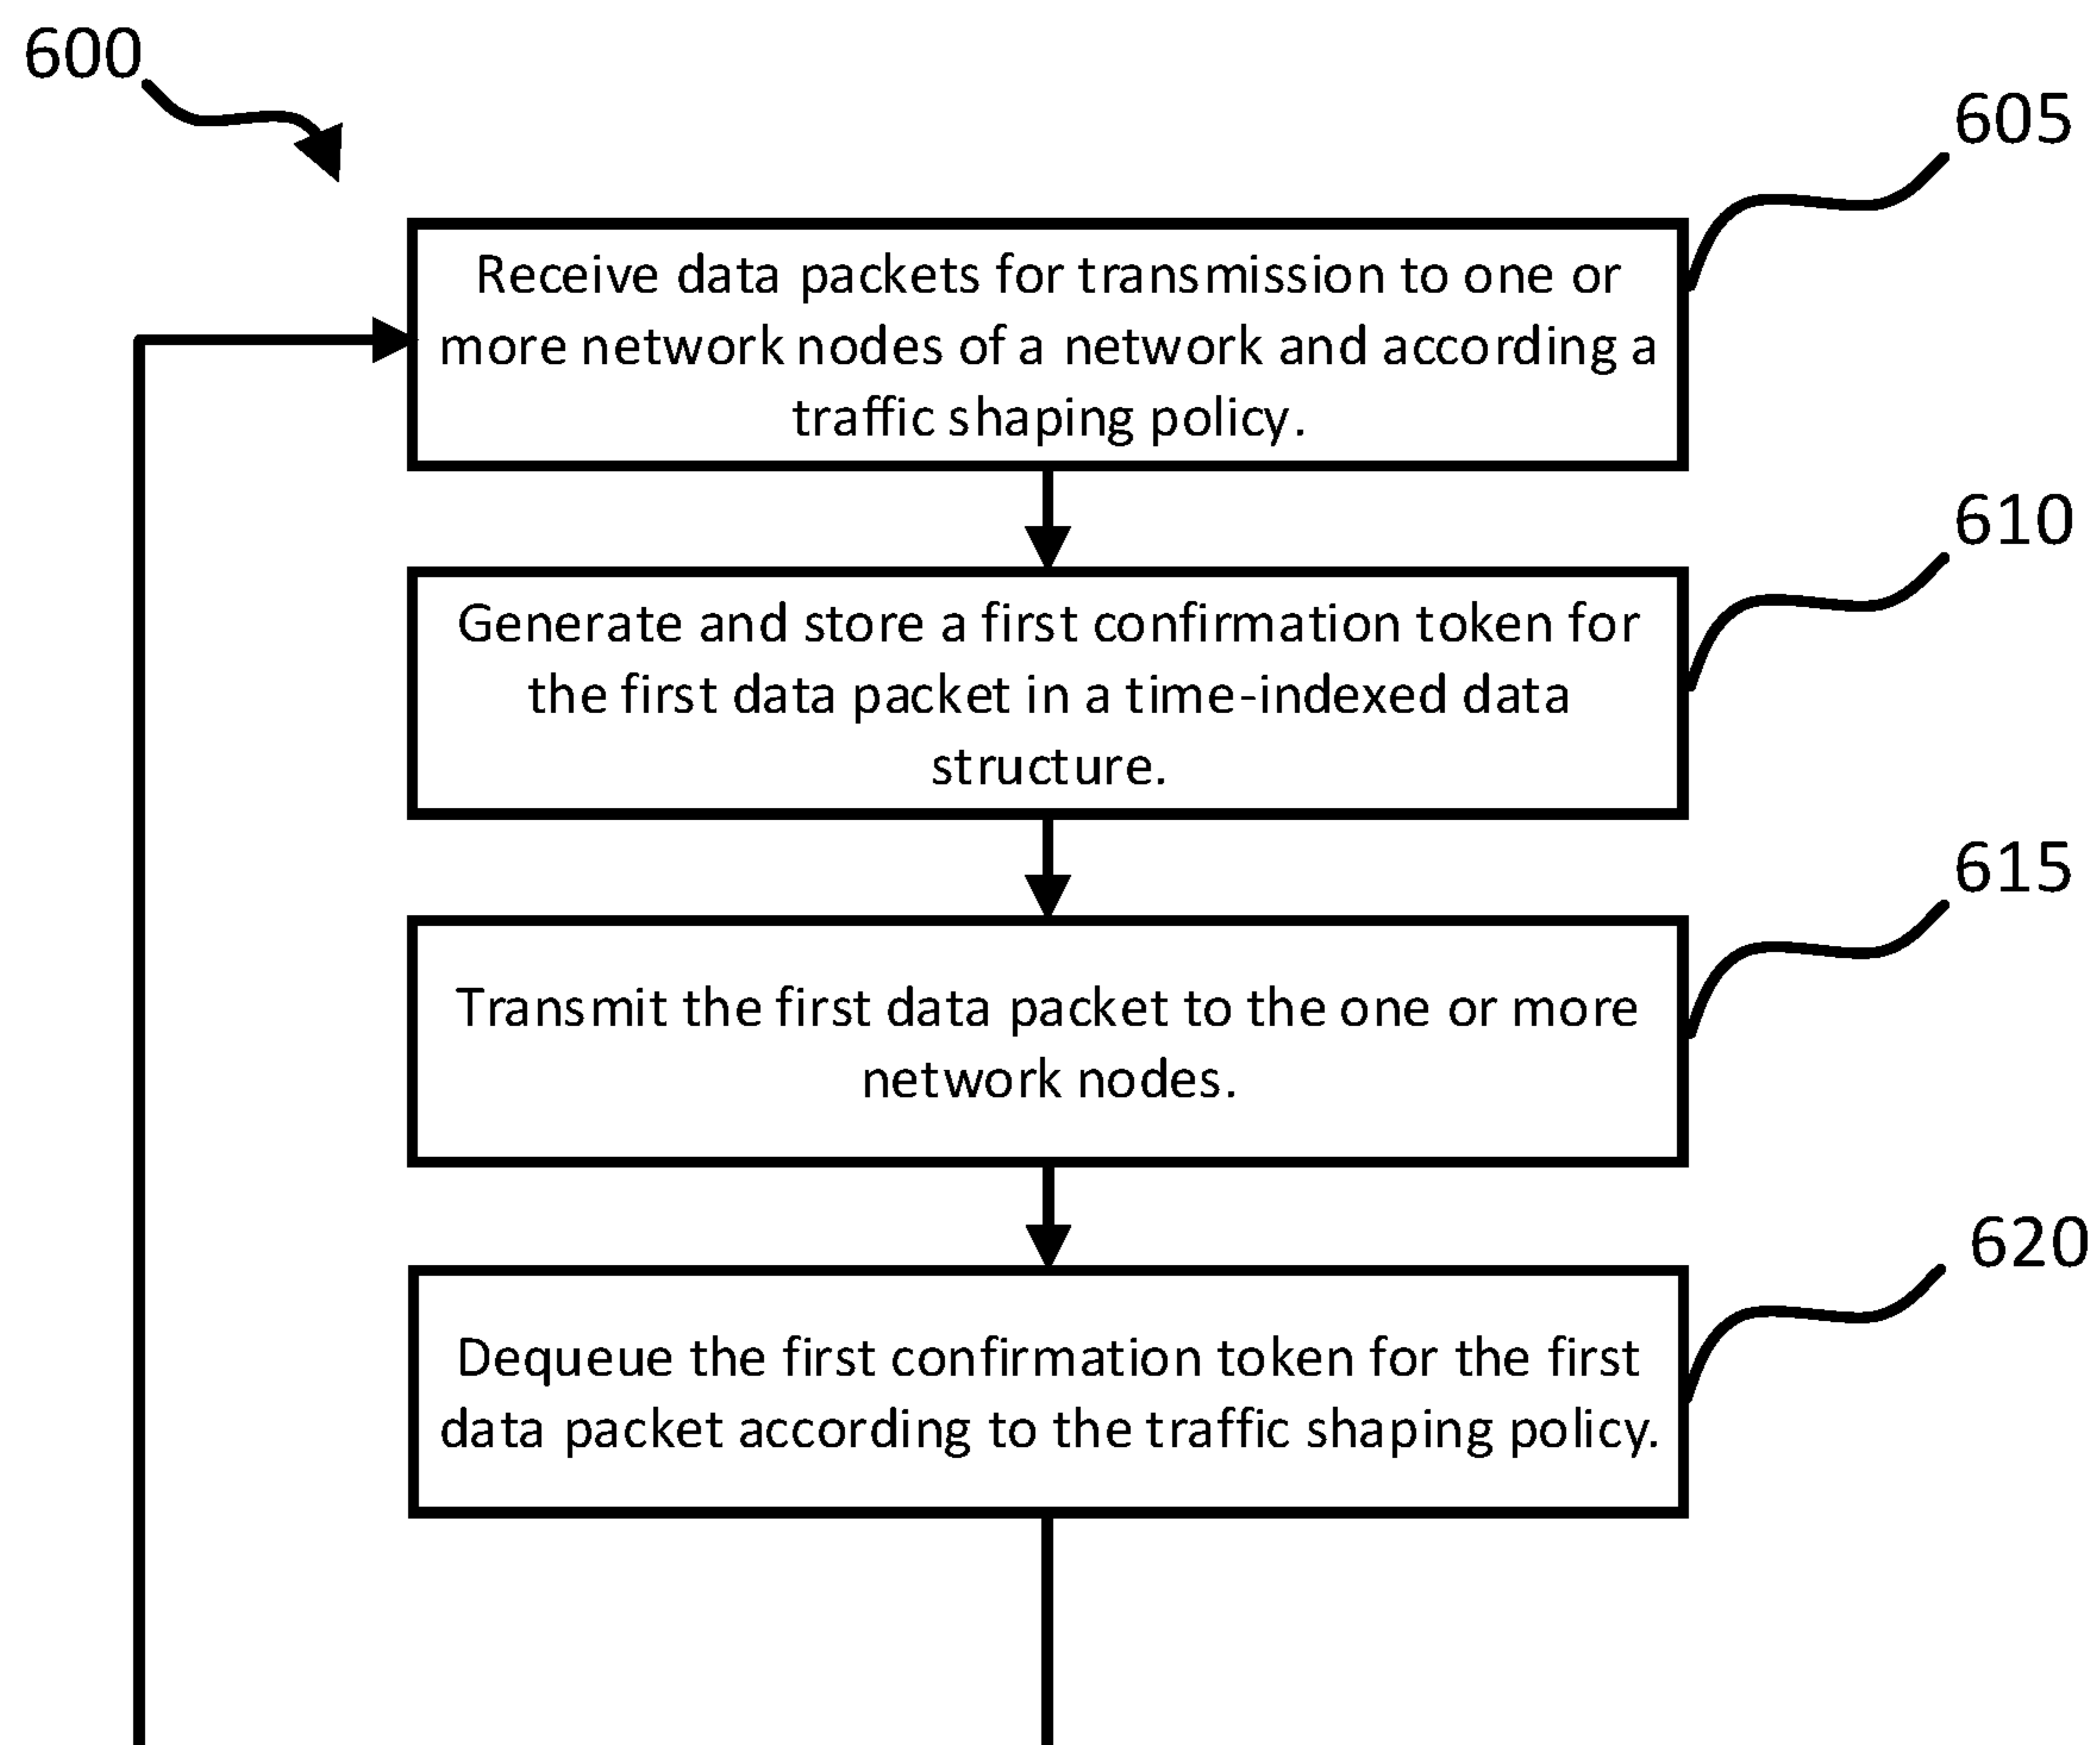 600
605
Receive data packets for transmission to one or
more network nodes of a network and according a
traffic shaping policy.
610
Generate and store a first confirmation token for
the first data packet in a time-indexed data
structure.
615
Transmit the first data packet to the one or more
network nodes.
620
Dequeue the first confirmation token for the first
data packet according to the traffic shaping policy.